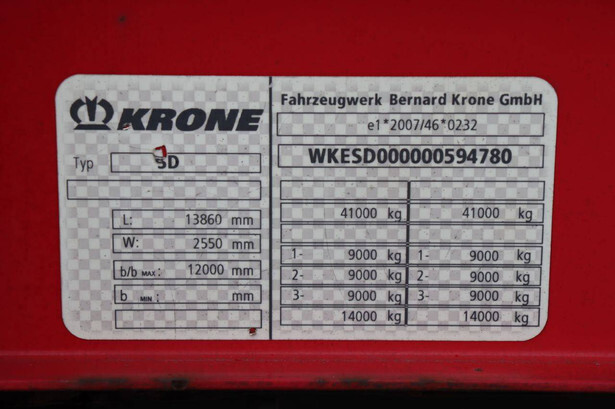 KRONE
Typ SD
L: 13860 mm
W: 2550 mm
b/b MAX: 12000 mm
b MIN: mm
Fahrzeugwerk Bernard Krone GmbH
e1*2007/46*0232
WKESD000000594780
41000 kg 41000 kg
1- 9000 kg 1- 9000 kg
2- 9000 kg 2- 9000 kg
3- 9000 kg 3- 9000 kg
14000 kg 14000 kg